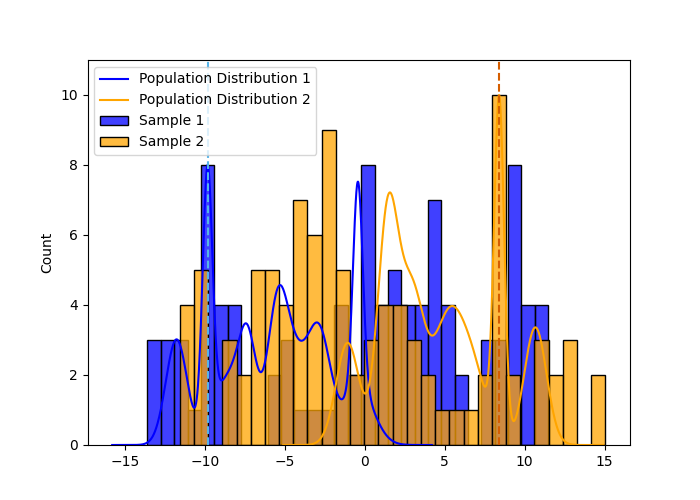 Population Distribution 1
Population Distribution 2
Sample 1
Sample 2
10
8
6
4
2
0
Count
−15
−10
−5
0
5
10
15